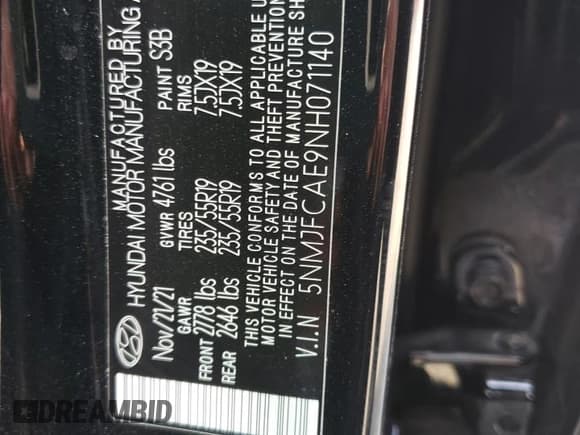 MANUFACTURED BY
HYUNDAI MOTOR MANUFACTURING
Nov/21/21 GVWR 4761 lbs PAINT S3B
GAWR TIRES RIMS
FRONT 2778 lbs 235/55R19 7.5JX19
REAR 2646 lbs 235/55R19 7.5JX19
THIS VEHICLE CONFORMS TO ALL APPLICABLE
MOTOR VEHICLE SAFETY AND THEFT PREVENTION
IN EFFECT ON THE DATE OF MANUFACTURE SH
V.I.N 5NMJFCAE9NH071140
DREAMBID